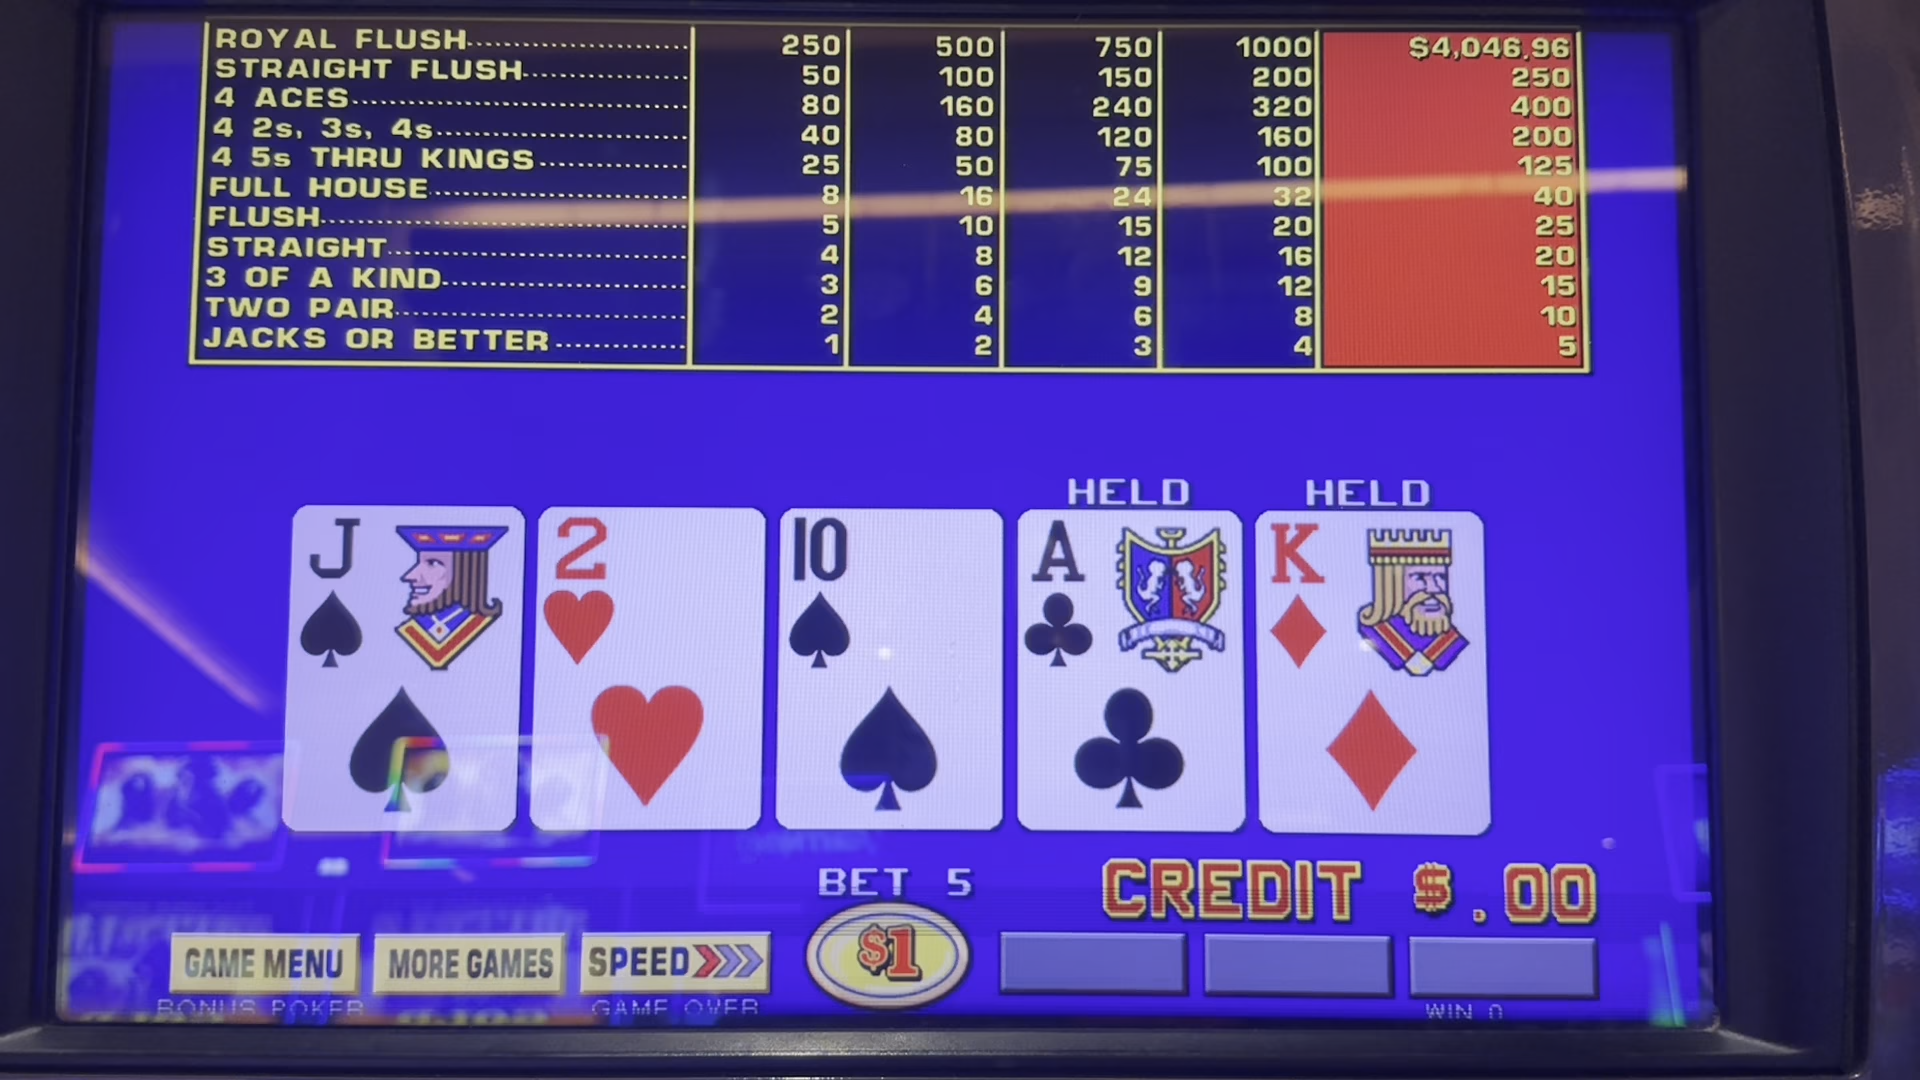 ROYAL FLUSH 250 500 750 1000 $4,046.96
STRAIGHT FLUSH 50 100 150 200 250
4 ACES 80 160 240 320 400
4 2s, 3s, 4s 40 80 120 160 200
4 5s THRU KINGS 25 50 75 100 125
FULL HOUSE 8 16 24 32 40
FLUSH 5 10 15 20 25
STRAIGHT 4 8 12 16 20
3 OF A KIND 3 6 9 12 15
TWO PAIR 2 4 6 8 10
JACKS OR BETTER 1 2 3 4 5
HELD HELD
J 2 10 A K
BET 5 CREDIT $.00
GAME MENU MORE GAMES SPEED $1
BONUS POKER GAME OVER WIN 0